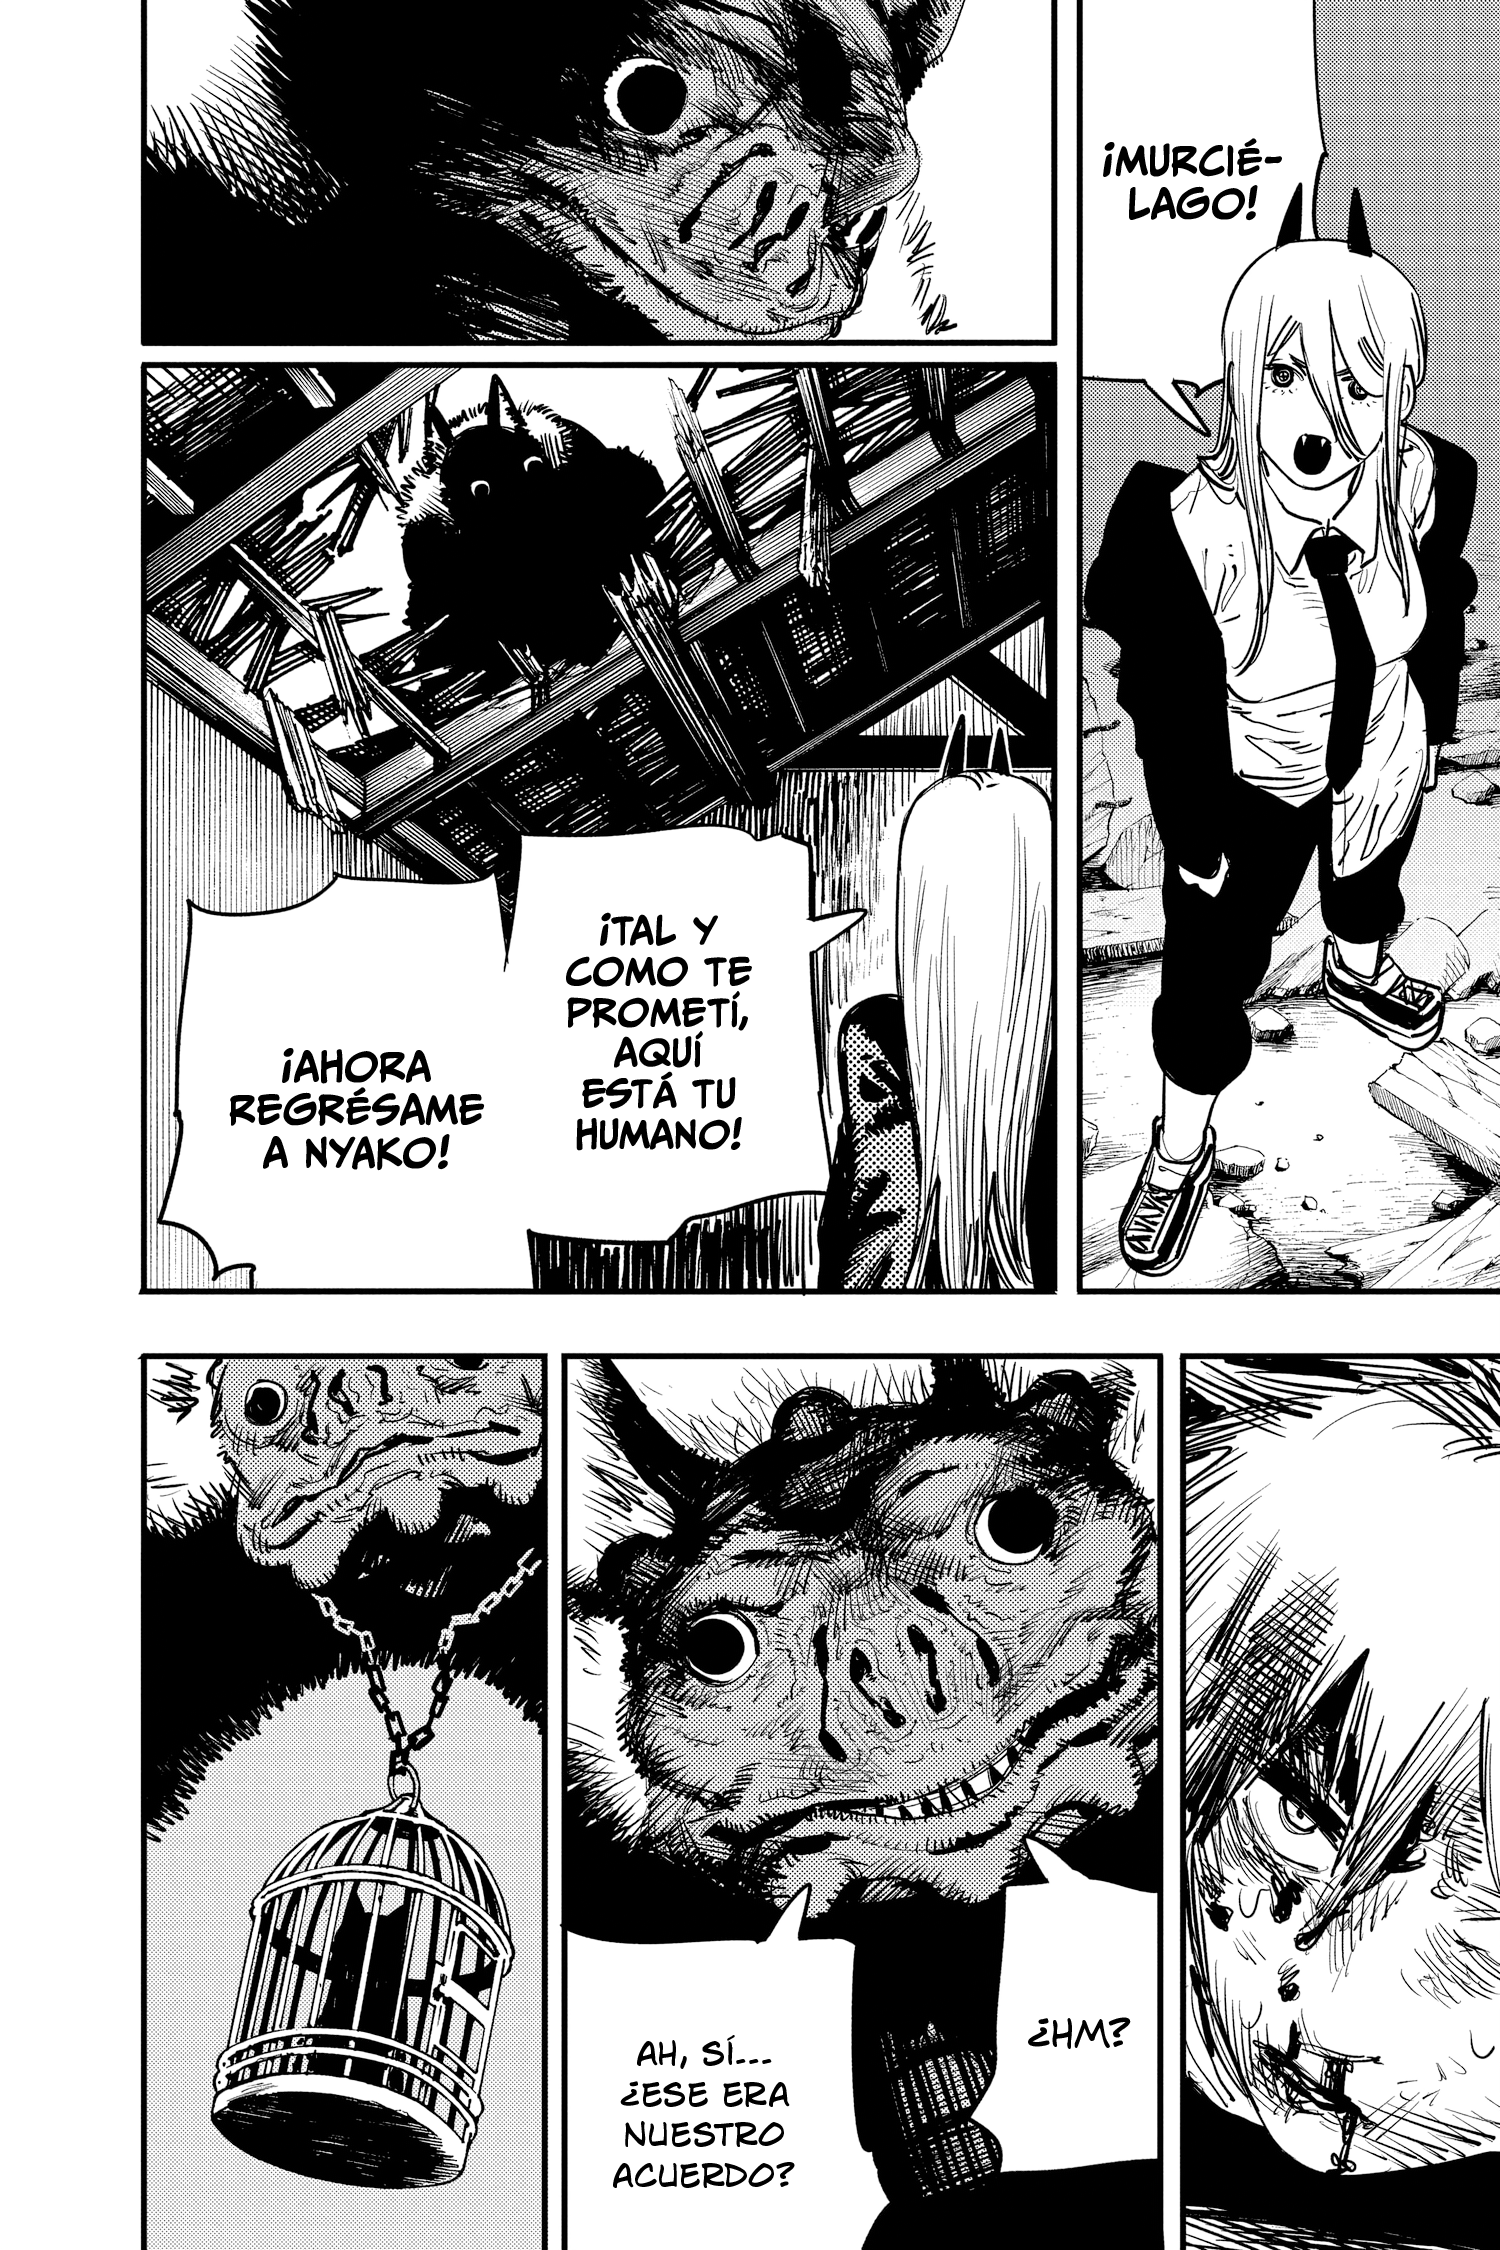 ¡MURCIÉ-
LAGO!
¡TAL Y
COMO TE
PROMETÍ,
AQUÍ
ESTÁ TU
HUMANO!
¡AHORA
REGRÉSAME
A NYAKO!
¿HM?
AH, SÍ...
¿ESE ERA
NUESTRO
ACUERDO?